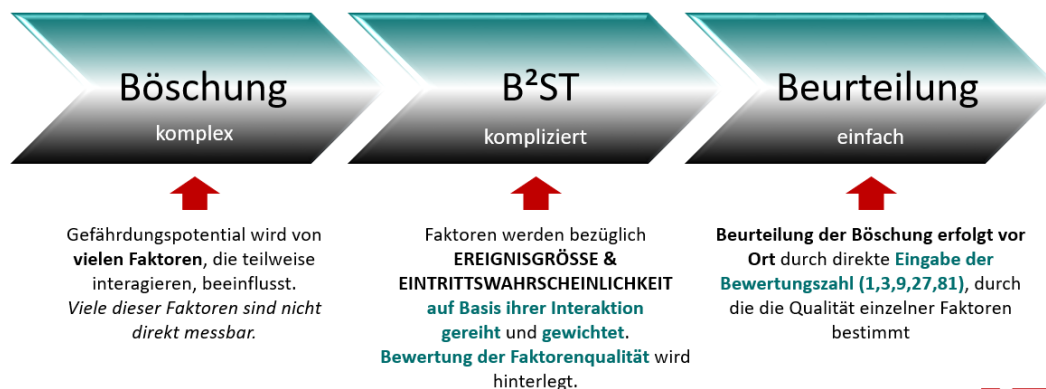 Böschung
komplex
B²ST
kompliziert
Beurteilung
einfach
Gefährdungspotential wird von
vielen Faktoren, die teilweise
interagieren, beeinflusst.
Viele dieser Faktoren sind nicht
direkt messbar.
Faktoren werden bezüglich
EREIGNISGRÖSSE &
EINTRITTSWAHRSCHEINLICHKEIT
auf Basis ihrer Interaktion
gereiht und gewichtet.
Bewertung der Faktorenqualität wird
hinterlegt.
Beurteilung der Böschung erfolgt vor
Ort durch direkte Eingabe der
Bewertungszahl (1,3,9,27,81), durch
die die Qualität einzelner Faktoren
bestimmt